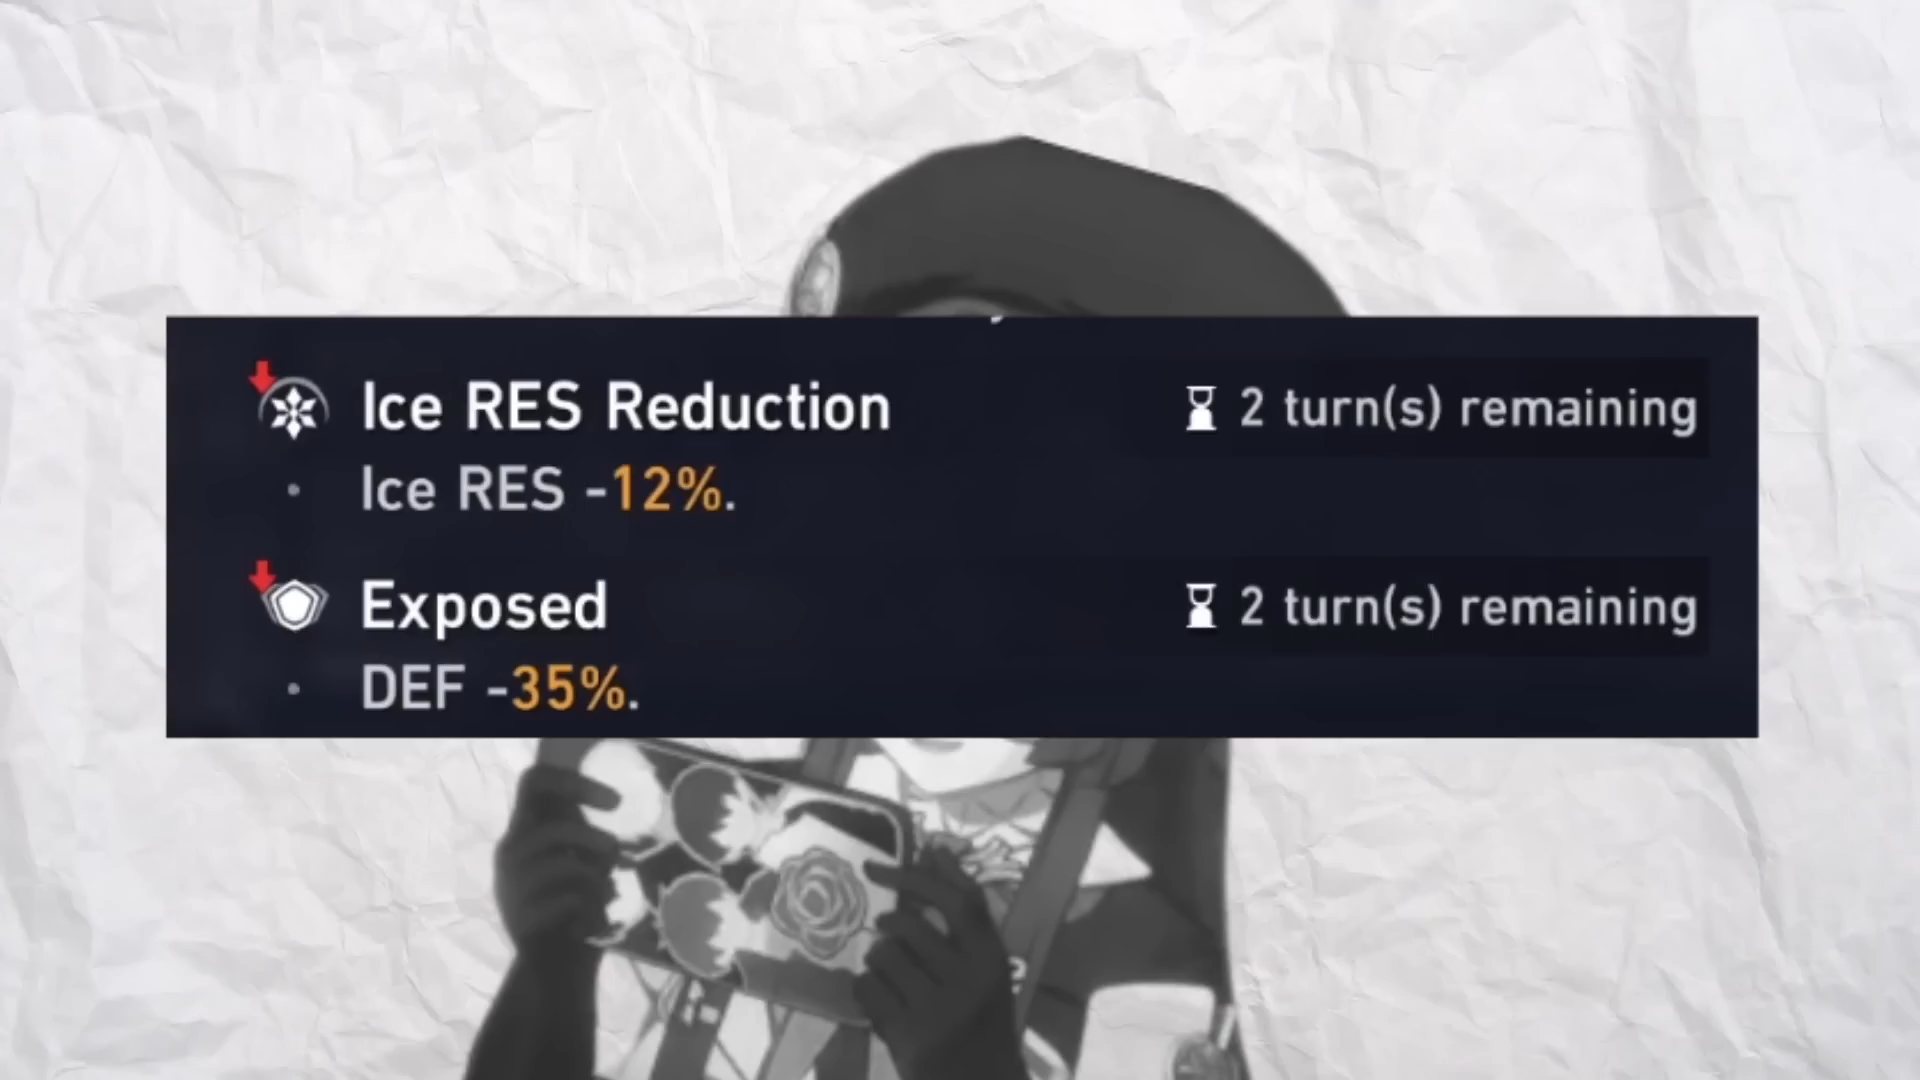 Ice RES Reduction 2 turn(s) remaining
• Ice RES -12%.
Exposed 2 turn(s) remaining
• DEF -35%.